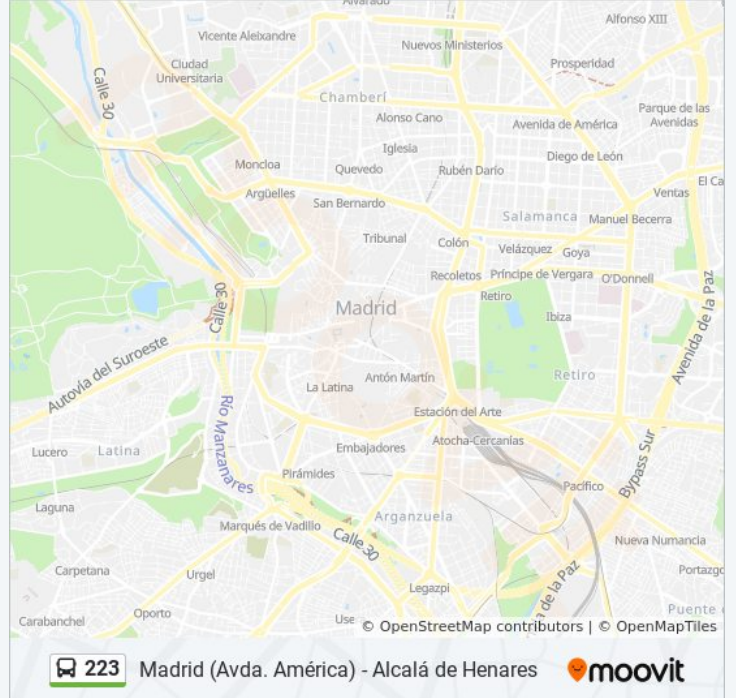 Alvarado
Alfonso XIII
Vicente Aleixandre
Nuevos Ministerios
Ciudad
Universitaria
Prosperidad
Calle 30
Chamberí
Parque de las
Avenidas
Alonso Cano
Avenida de América
Iglesia
Diego de León
Moncloa
Quevedo
Rubén Darío
El Ca
Argüelles
Ventas
San Bernardo
Salamanca
Manuel Becerra
Tribunal
Colón
Velázquez
Goya
Recoletos
Príncipe de Vergara
O'Donnell
Calle 30
Retiro
Madrid
Ibiza
Avenida de la Paz
Autovía del Suroeste
Retiro
La Latina
Antón Martín
Estación del Arte
Río Manzanares
Atocha-Cercanías
Embajadores
Lucero
Latina
Bypass Sur
Pirámides
Pacífico
Laguna
Arganzuela
Marqués de Vadillo
Calle 30
Nueva Numancia
Carpetana
Urgel
Portazgo
Legazpi
a de la Paz
Oporto
Puente
Carabanchel
Use
© OpenStreetMap contributors | © OpenMapTiles
223 Madrid (Avda. América) - Alcalá de Henares
moovit